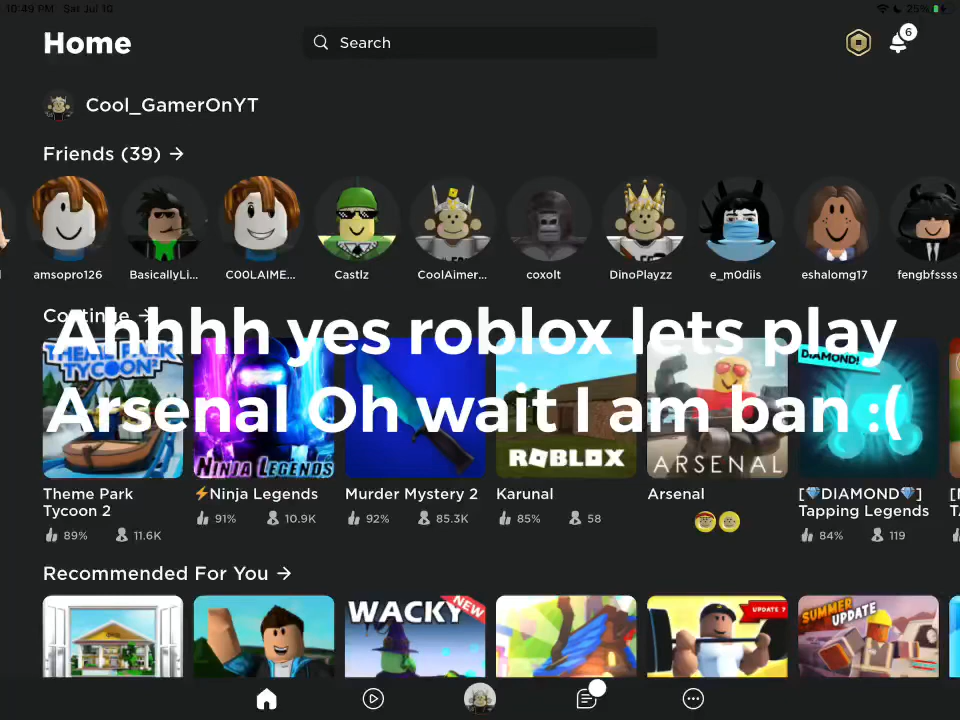 10:49 PM Sat Jul 10
25%
Home
Search
6
Cool_GamerOnYT
Friends (39) →
amsopro126
BasicallyLi...
C00LAIME...
Castlz
CoolAimer...
coxolt
DinoPlayzz
e_m0diis
eshalomg17
fengbfssss
Continue →
Ahhhh yes roblox lets play
Arsenal Oh wait I am ban :(
THEME PARK
TYCOON
NINJA LEGENDS
ROBLOX
ARSENAL
DIAMOND!
Theme Park
Tycoon 2
89% 11.6K
⚡Ninja Legends
91% 10.9K
Murder Mystery 2
92% 85.3K
Karunal
85% 58
Arsenal
[💎DIAMOND💎]
Tapping Legends
84% 119
Recommended For You →
WACKY
NEW
UPDATE 7
SUMMER
UPDATE